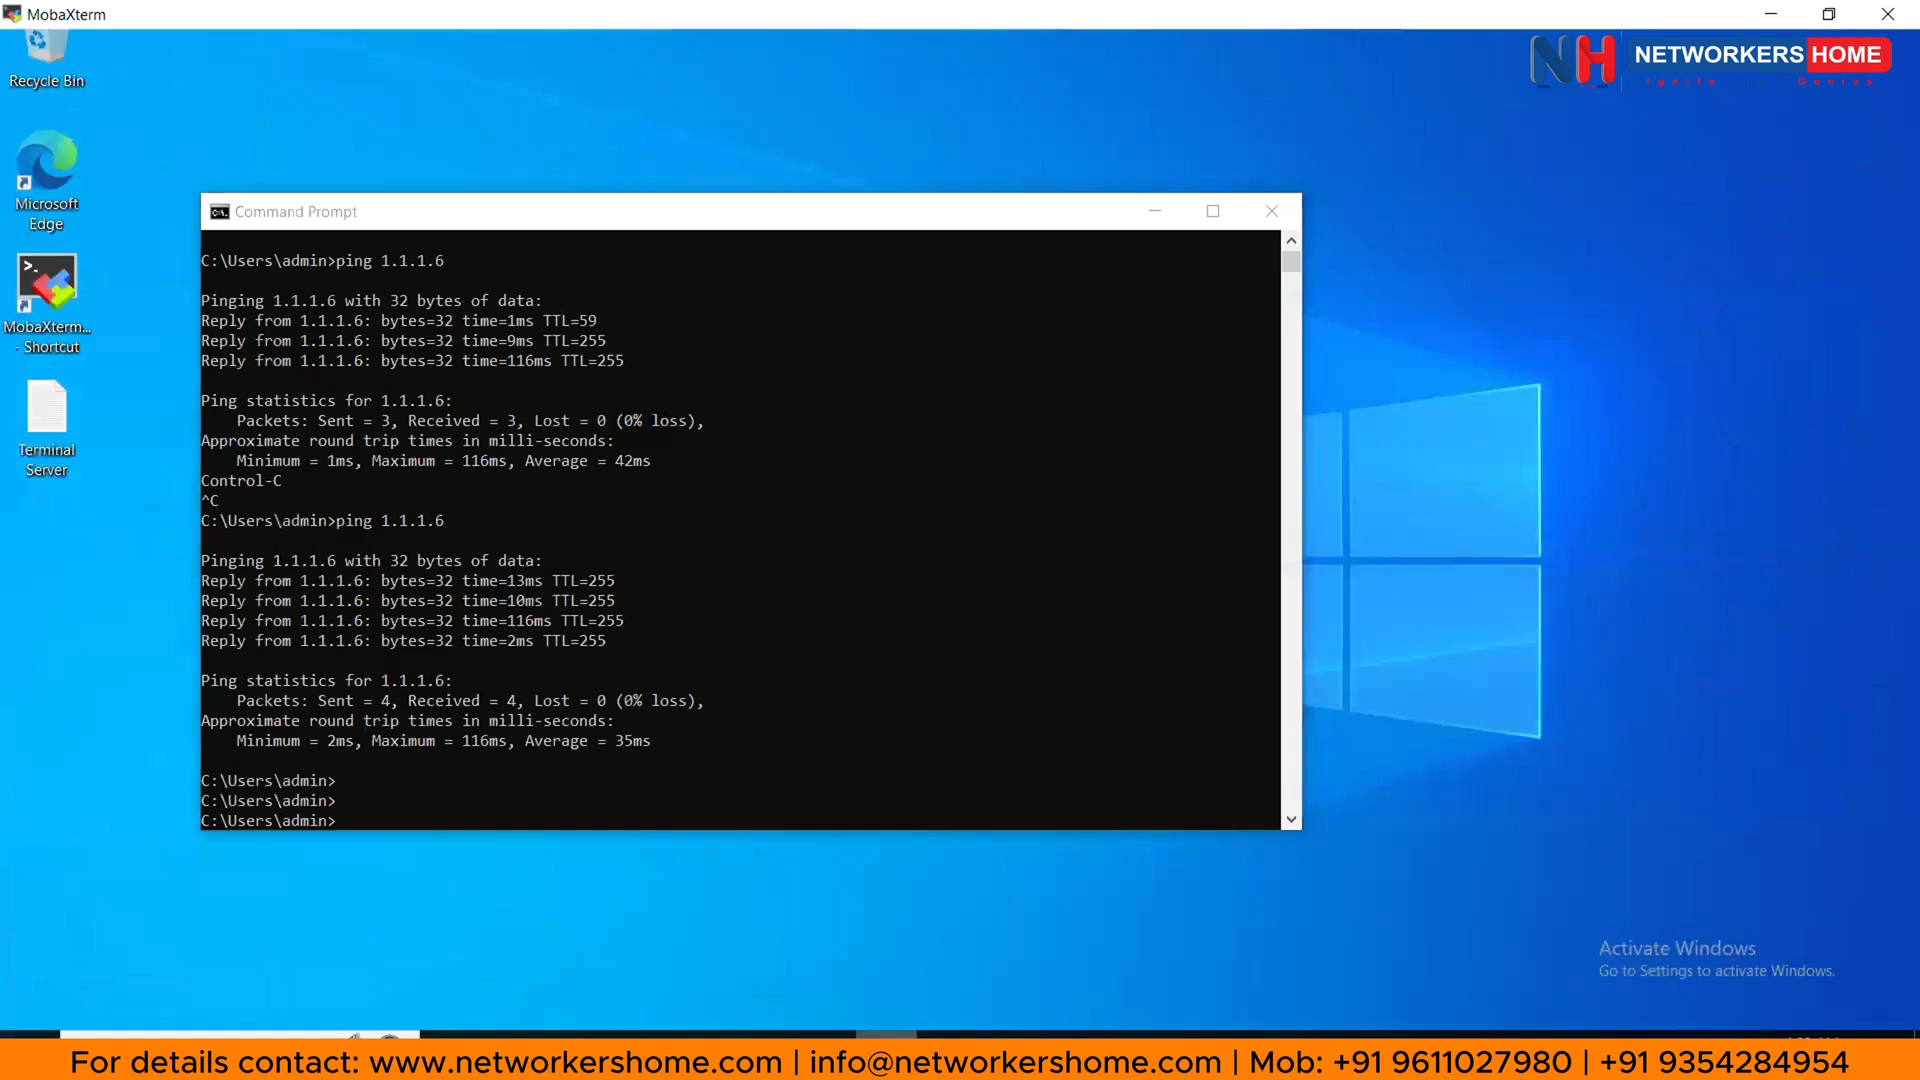 MobaXterm
Recycle Bin
NETWORKERS HOME
Ignite Genius
Microsoft
Edge
MobaXterm...
- Shortcut
Terminal
Server
Command Prompt
C:\Users\admin>ping 1.1.1.6
Pinging 1.1.1.6 with 32 bytes of data:
Reply from 1.1.1.6: bytes=32 time=1ms TTL=59
Reply from 1.1.1.6: bytes=32 time=9ms TTL=255
Reply from 1.1.1.6: bytes=32 time=116ms TTL=255
Ping statistics for 1.1.1.6:
    Packets: Sent = 3, Received = 3, Lost = 0 (0% loss),
Approximate round trip times in milli-seconds:
    Minimum = 1ms, Maximum = 116ms, Average = 42ms
Control-C
^C
C:\Users\admin>ping 1.1.1.6
Pinging 1.1.1.6 with 32 bytes of data:
Reply from 1.1.1.6: bytes=32 time=13ms TTL=255
Reply from 1.1.1.6: bytes=32 time=10ms TTL=255
Reply from 1.1.1.6: bytes=32 time=116ms TTL=255
Reply from 1.1.1.6: bytes=32 time=2ms TTL=255
Ping statistics for 1.1.1.6:
    Packets: Sent = 4, Received = 4, Lost = 0 (0% loss),
Approximate round trip times in milli-seconds:
    Minimum = 2ms, Maximum = 116ms, Average = 35ms
C:\Users\admin>
C:\Users\admin>
C:\Users\admin>
Activate Windows
Go to Settings to activate Windows.
For details contact: www.networkershome.com | info@networkershome.com | Mob: +91 9611027980 | +91 9354284954